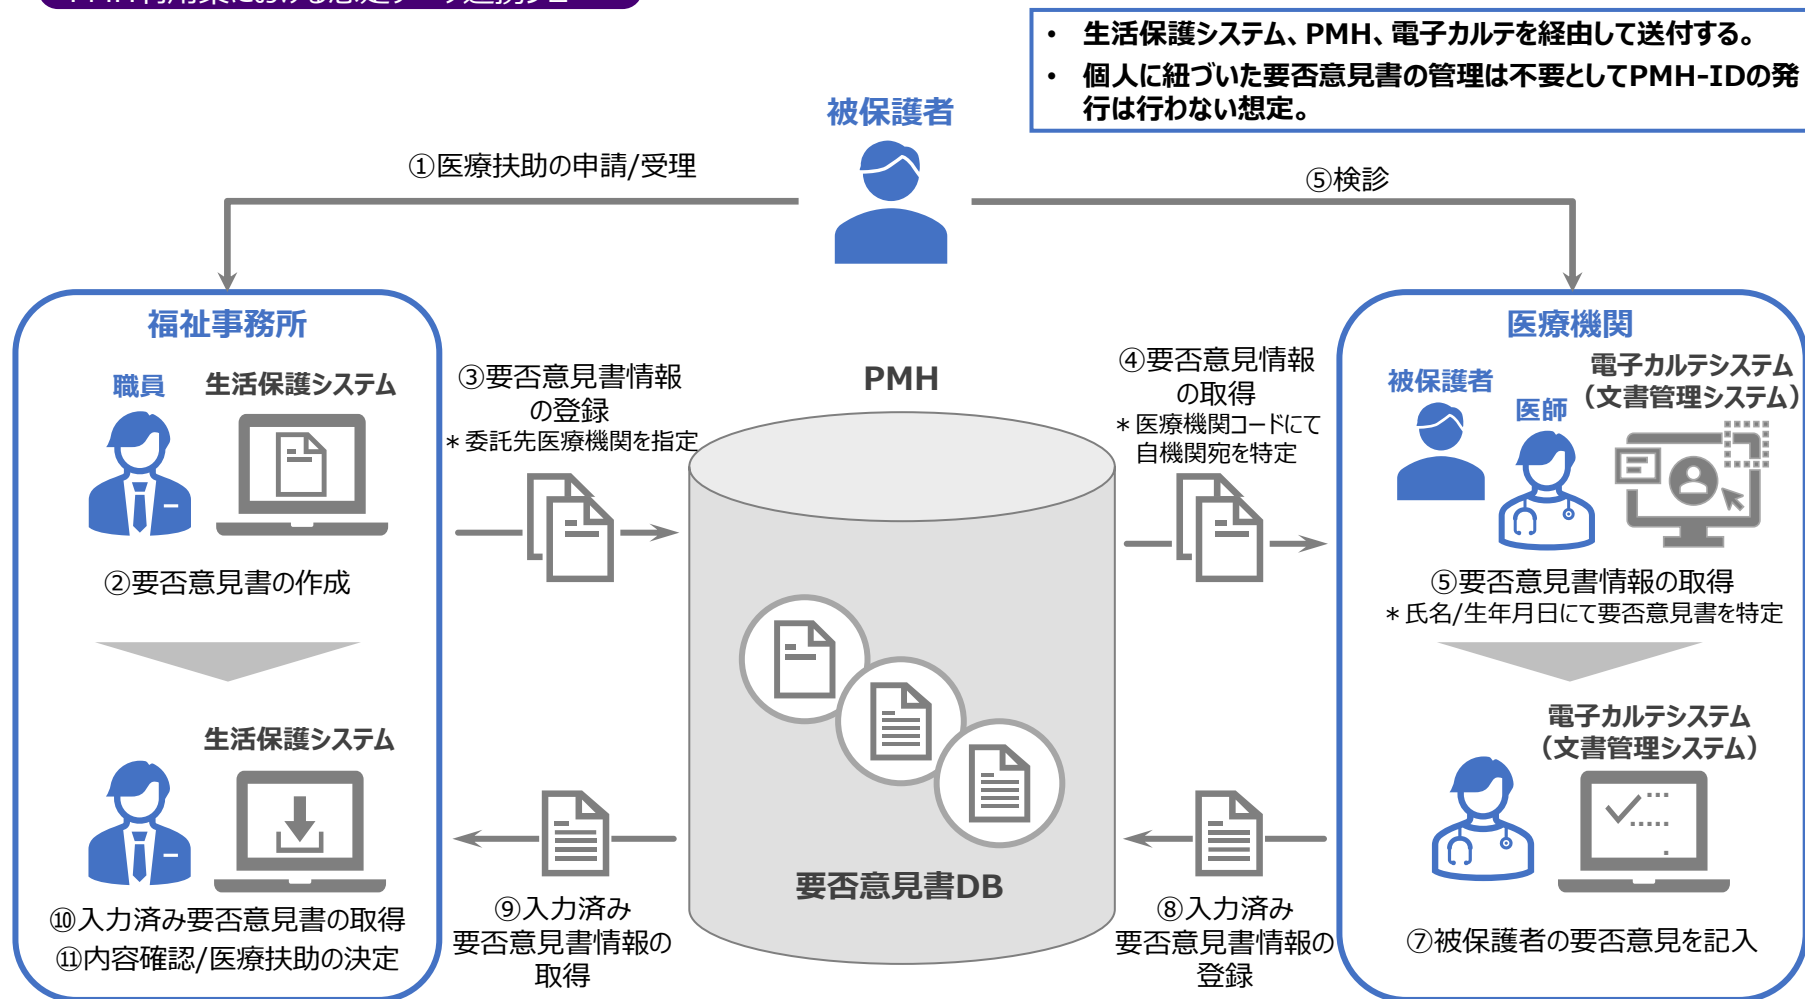 • 生活保護システム、PMH、電子カルテを経由して送付する。
• 個人に紐づいた要否意見書の管理は不要としてPMH-IDの発
行は行わない想定。
被保護者
①医療扶助の申請/受理
⑤検診
福祉事務所
職員
生活保護システム
②要否意見書の作成
生活保護システム
⑩入力済み要否意見書の取得
⑪内容確認/医療扶助の決定
③要否意見書情報
の登録
＊委託先医療機関を指定
PMH
要否意見書DB
④要否意見情報
の取得
＊医療機関コードにて
自機関宛を特定
⑨入力済み
要否意見書情報の
取得
⑧入力済み
要否意見書情報の
登録
医療機関
被保護者
医師
電子カルテシステム
（文書管理システム）
⑤要否意見書情報の取得
＊氏名/生年月日にて要否意見書を特定
電子カルテシステム
（文書管理システム）
⑦被保護者の要否意見を記入